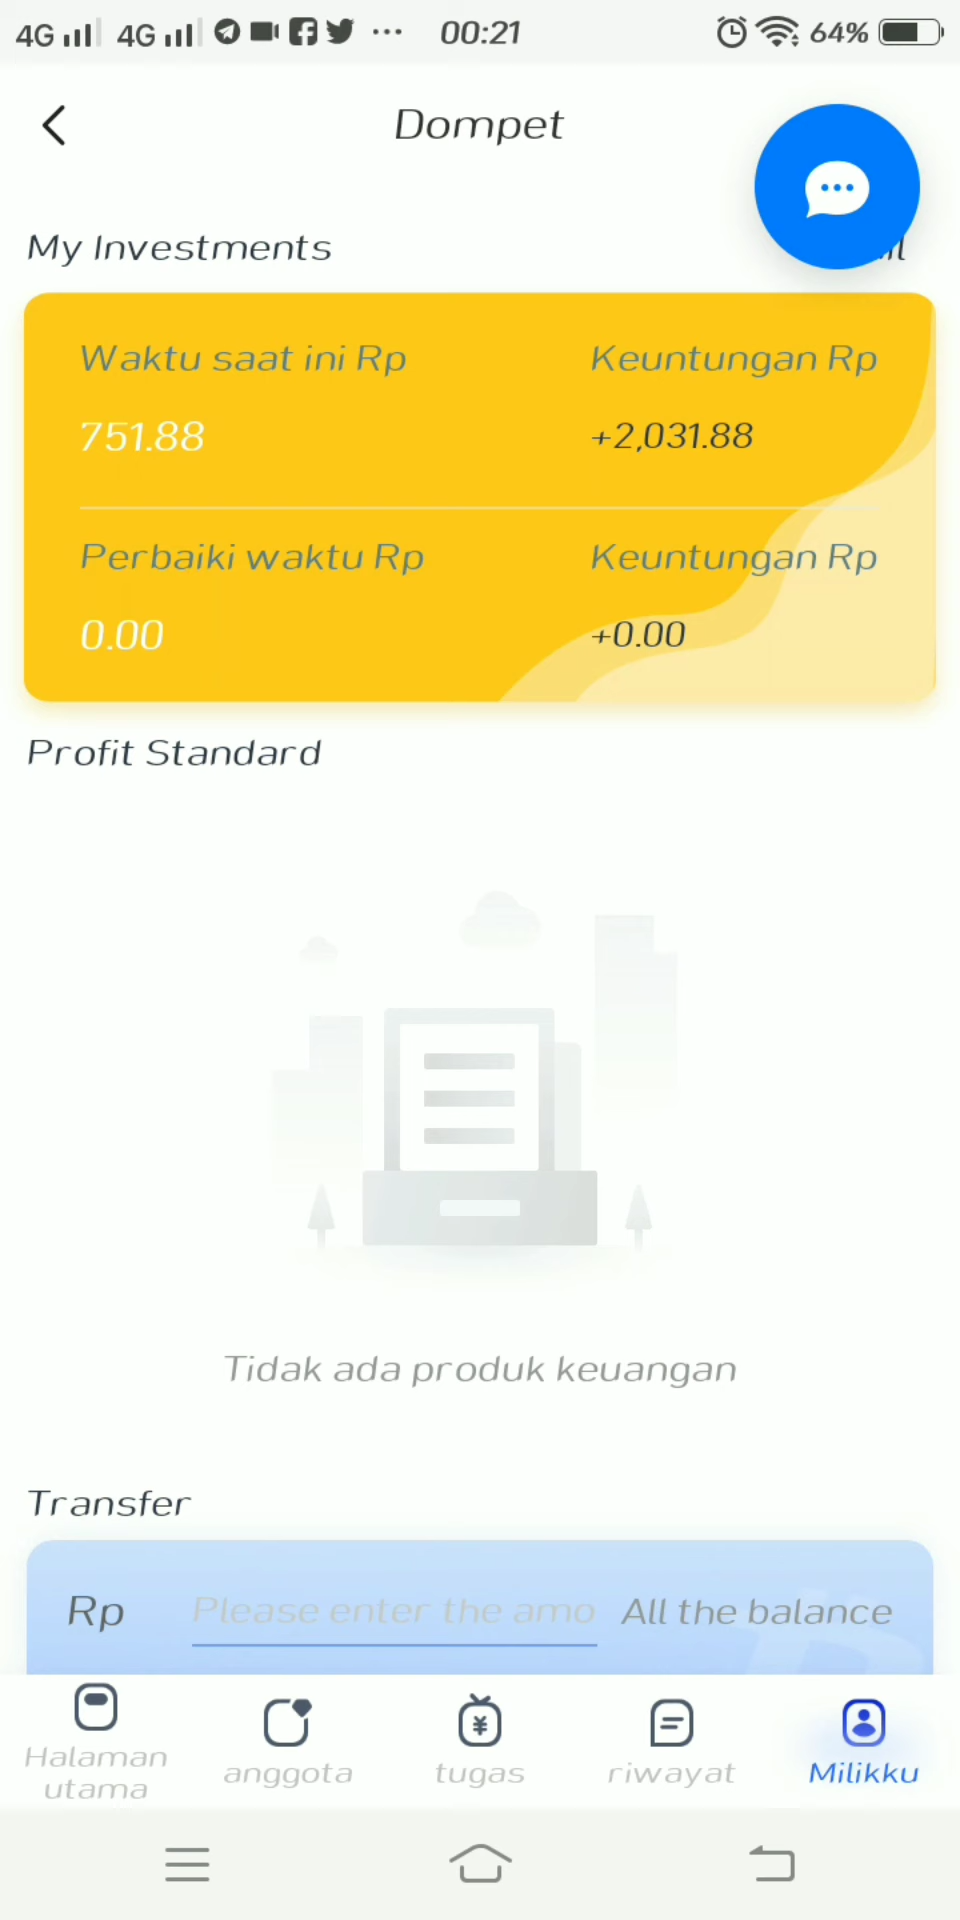 4G 4G ... 00:21 64%
Dompet
My Investments
Waktu saat ini Rp Keuntungan Rp
751.88 +2,031.88
Perbaiki waktu Rp Keuntungan Rp
0.00 +0.00
Profit Standard
Tidak ada produk keuangan
Transfer
Rp Please enter the amo All the balance
Halaman utama anggota tugas riwayat Milikku